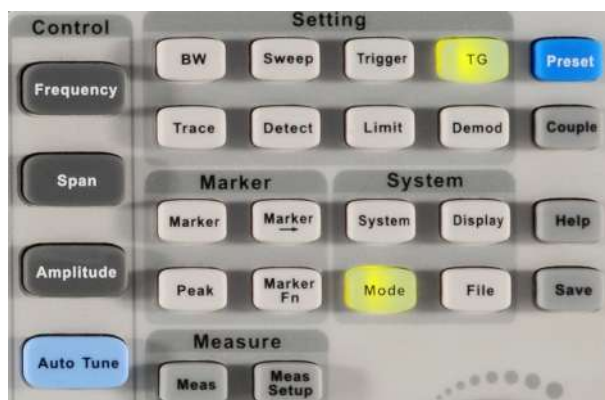 Control
Setting
BW
Sweep
Trigger
TG
Preset
Frequency
Trace
Detect
Limit
Demod
Couple
Span
Marker
System
Marker
Marker
System
Display
Help
Amplitude
Peak
Marker
Fn
Mode
File
Save
Auto Tune
Measure
Meas
Meas
Setup